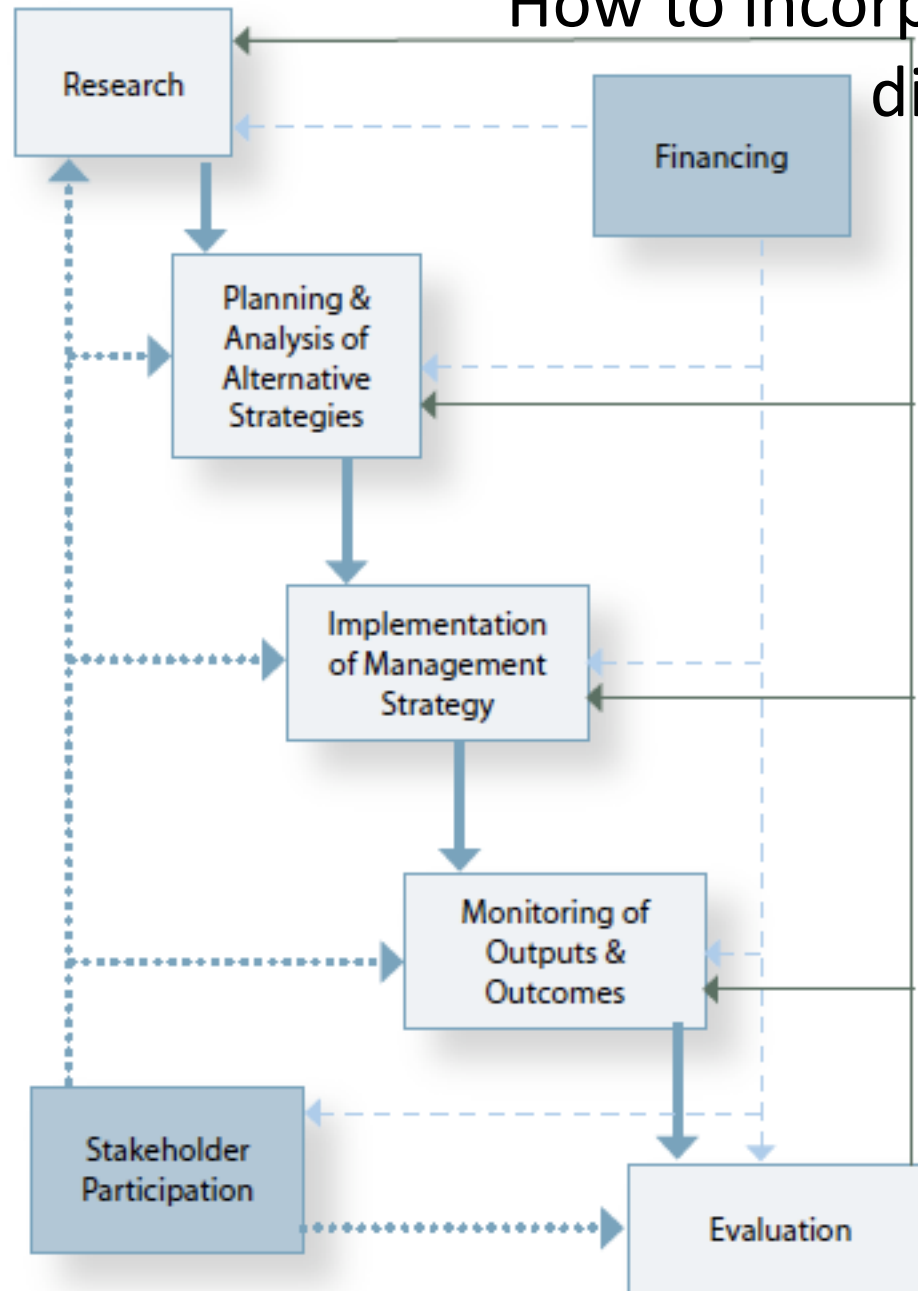 How to incorp
di
Research
Financing
Planning &
Analysis of
Alternative
Strategies
Implementation
of Management
Strategy
Monitoring of
Outputs &
Outcomes
Stakeholder
Participation
Evaluation